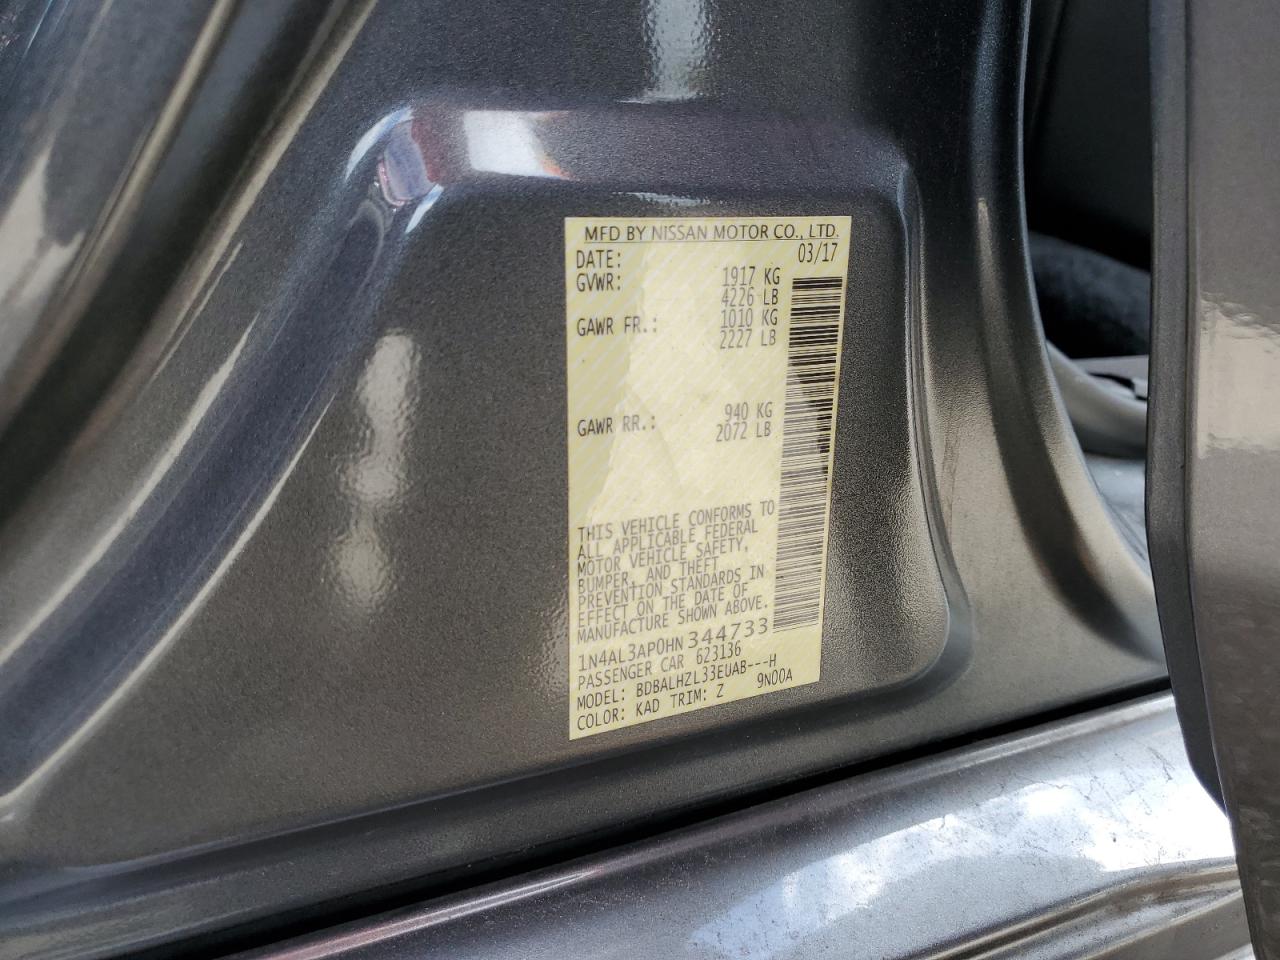 MFD BY NISSAN MOTOR CO., LTD.
DATE: 03/17
GVWR: 1917 KG
4226 LB
GAWR FR.: 1010 KG
2227 LB
GAWR RR.: 940 KG
2072 LB
THIS VEHICLE CONFORMS TO
ALL APPLICABLE FEDERAL
MOTOR VEHICLE SAFETY,
BUMPER, AND THEFT
PREVENTION STANDARDS IN
EFFECT ON THE DATE OF
MANUFACTURE SHOWN ABOVE.
1N4AL3AP0HN344733
PASSENGER CAR 623136
MODEL: BDBALHZL33EUAB---H
COLOR: KAD TRIM: Z 9N00A